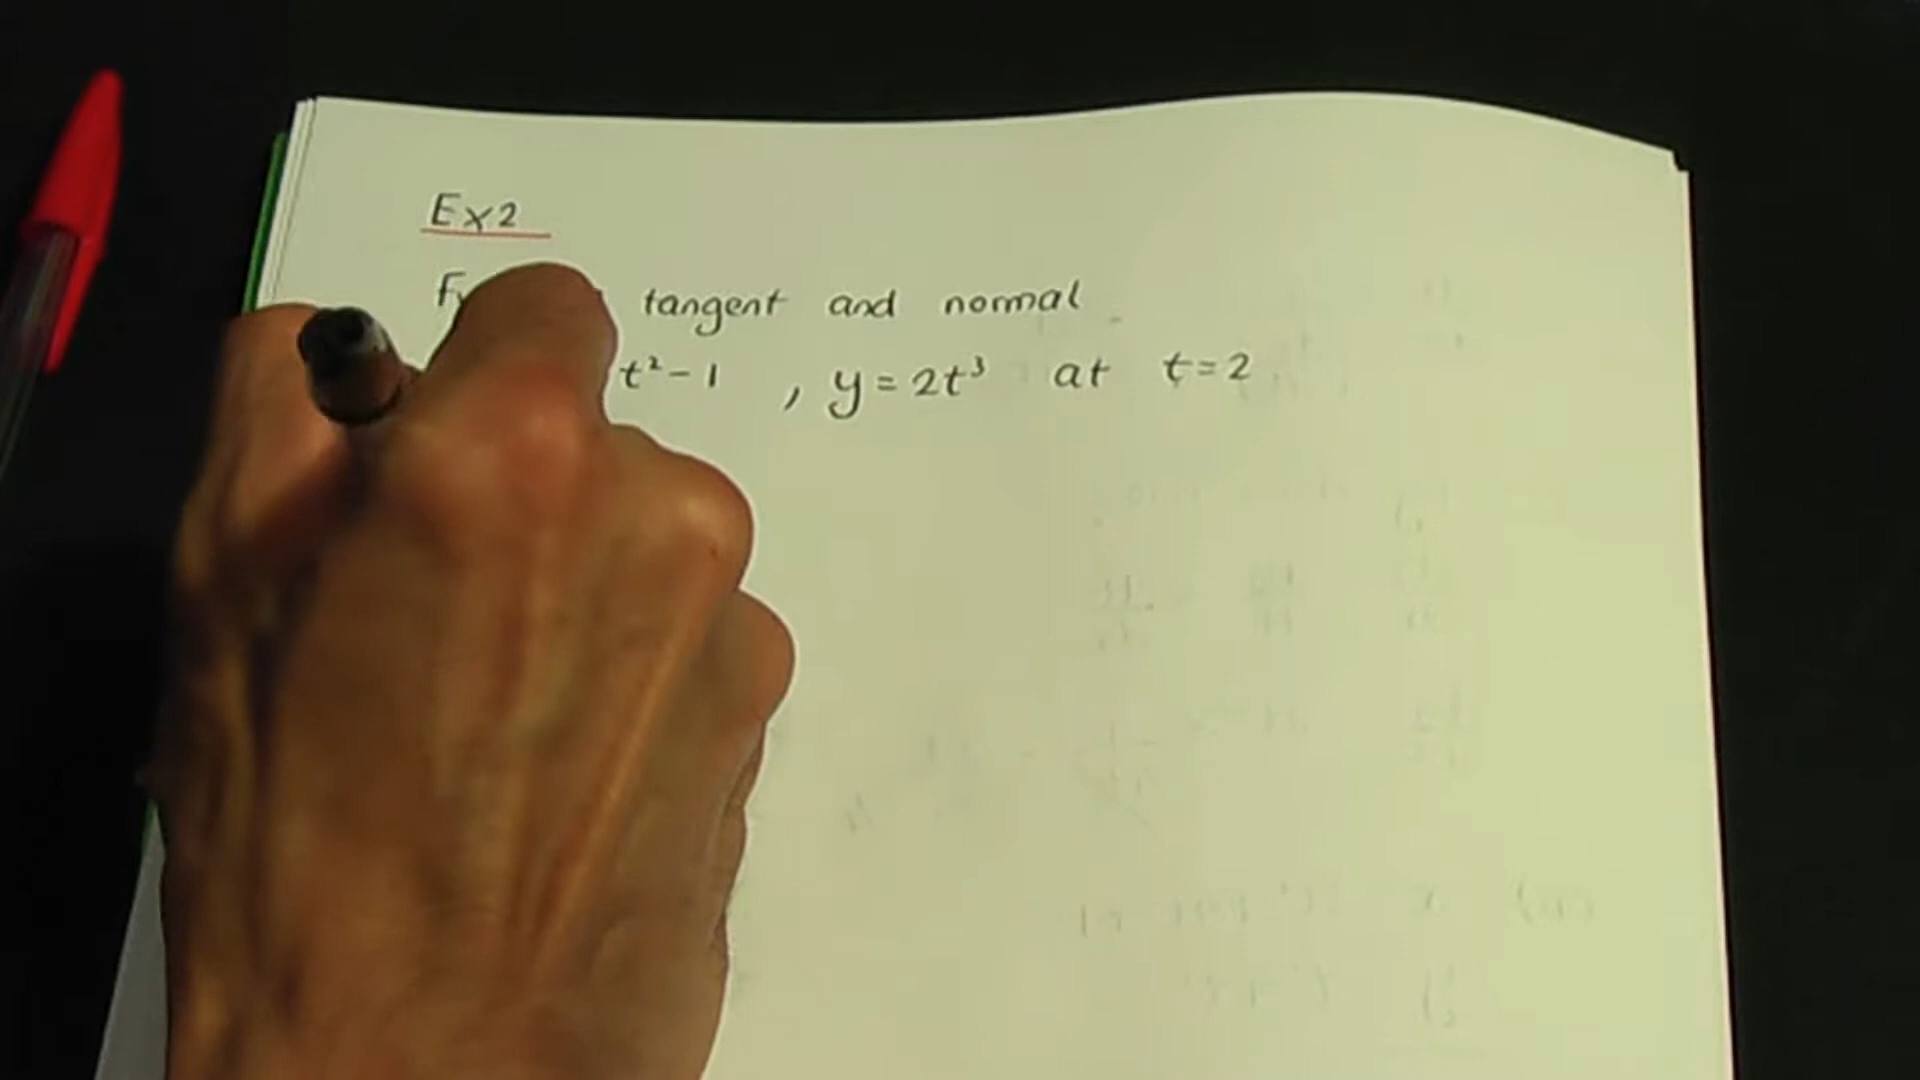 Ex2
tangent and normal
t²-1 , y=2t³ at t=2